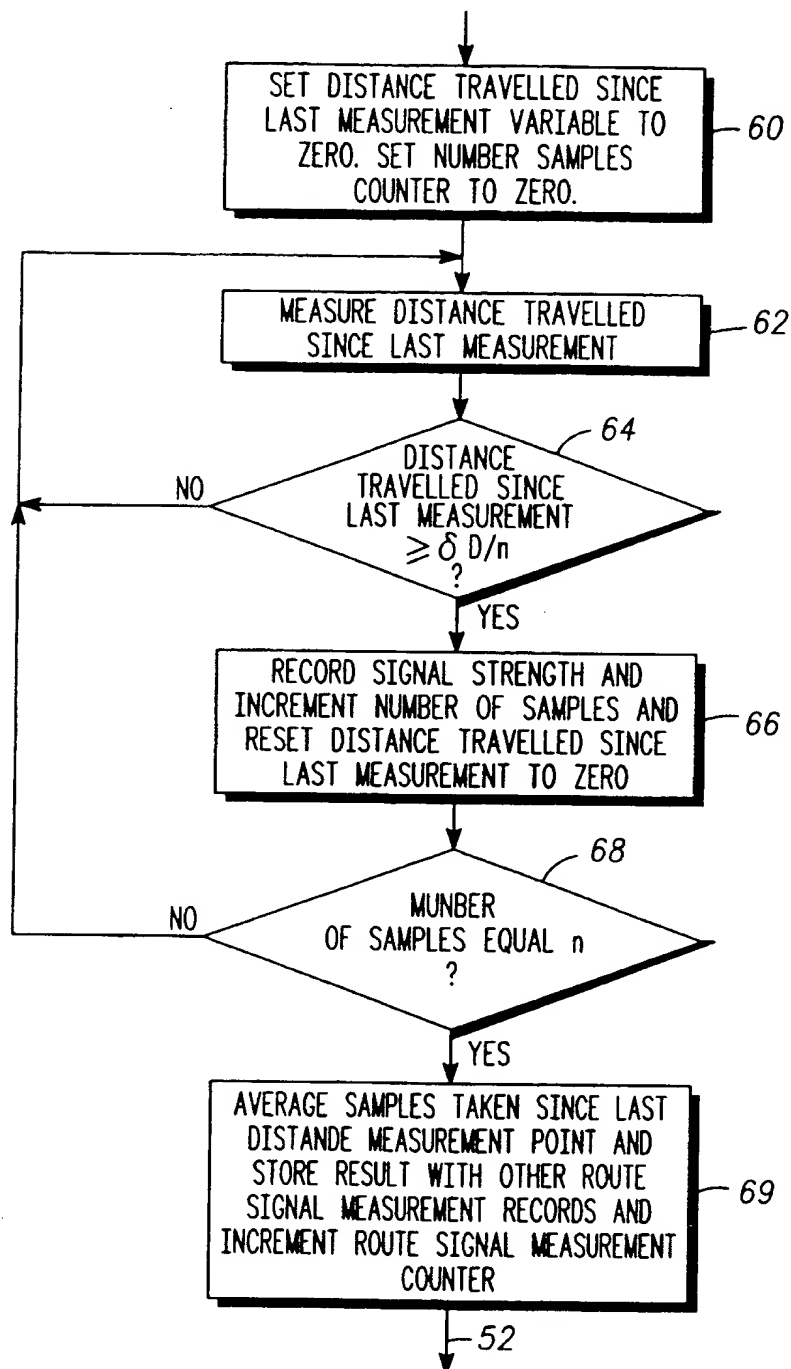 SET DISTANCE TRAVELLED SINCE
LAST MEASUREMENT VARIABLE TO
ZERO. SET NUMBER SAMPLES
COUNTER TO ZERO.
60
MEASURE DISTANCE TRAVELLED
SINCE LAST MEASUREMENT
62
64
DISTANCE
TRAVELLED SINCE
LAST MEASUREMENT
≥ δ D/n
?
NO
YES
RECORD SIGNAL STRENGTH AND
INCREMENT NUMBER OF SAMPLES AND
RESET DISTANCE TRAVELLED SINCE
LAST MEASUREMENT TO ZERO
66
68
MUNBER
OF SAMPLES EQUAL n
?
NO
YES
AVERAGE SAMPLES TAKEN SINCE LAST
DISTANDE MEASUREMENT POINT AND
STORE RESULT WITH OTHER ROUTE
SIGNAL MEASUREMENT RECORDS AND
INCREMENT ROUTE SIGNAL MEASUREMENT
COUNTER
69
52